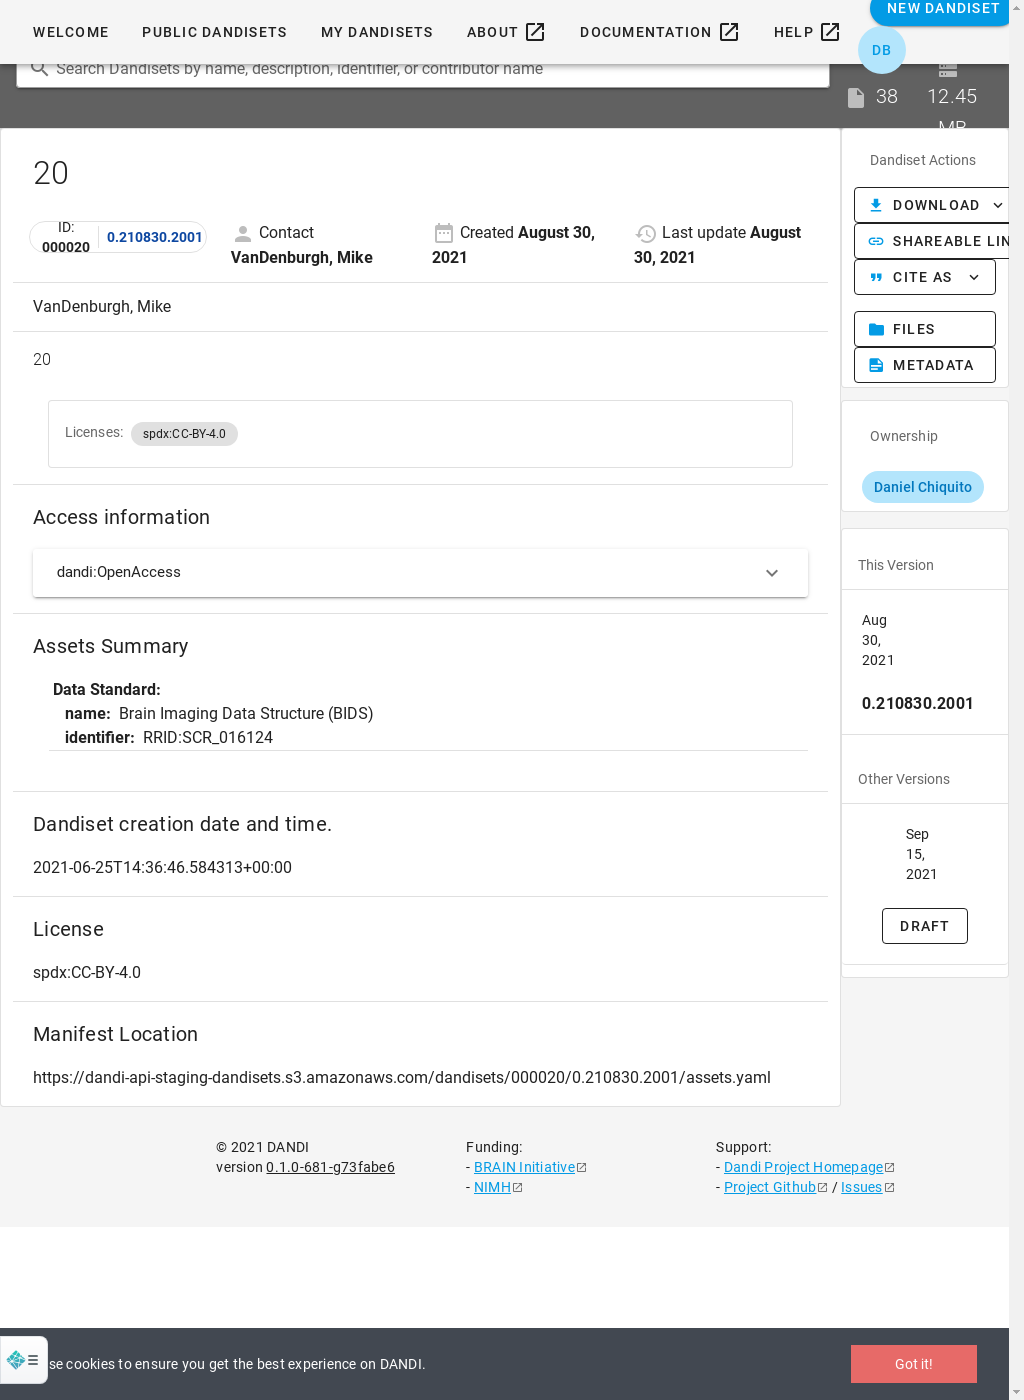 WELCOME PUBLIC DANDISETS MY DANDISETS ABOUT DOCUMENTATION HELP NEW DANDISET
DB
Search Dandisets by name, description, identifier, or contributor name
38 12.45
MB
20
ID:
000020 0.210830.2001
Contact
VanDenburgh, Mike
Created August 30,
2021
Last update August
30, 2021
VanDenburgh, Mike
20
Licenses: spdx:CC-BY-4.0
Access information
dandi:OpenAccess
Assets Summary
Data Standard:
name: Brain Imaging Data Structure (BIDS)
identifier: RRID:SCR_016124
Dandiset creation date and time.
2021-06-25T14:36:46.584313+00:00
License
spdx:CC-BY-4.0
Manifest Location
https://dandi-api-staging-dandisets.s3.amazonaws.com/dandisets/000020/0.210830.2001/assets.yaml
Dandiset Actions
DOWNLOAD
SHAREABLE LIN
CITE AS
FILES
METADATA
Ownership
Daniel Chiquito
This Version
Aug
30,
2021
0.210830.2001
Other Versions
Sep
15,
2021
DRAFT
© 2021 DANDI
version 0.1.0-681-g73fabe6
Funding:
- BRAIN Initiative
- NIMH
Support:
- Dandi Project Homepage
- Project Github / Issues
se cookies to ensure you get the best experience on DANDI.
Got it!